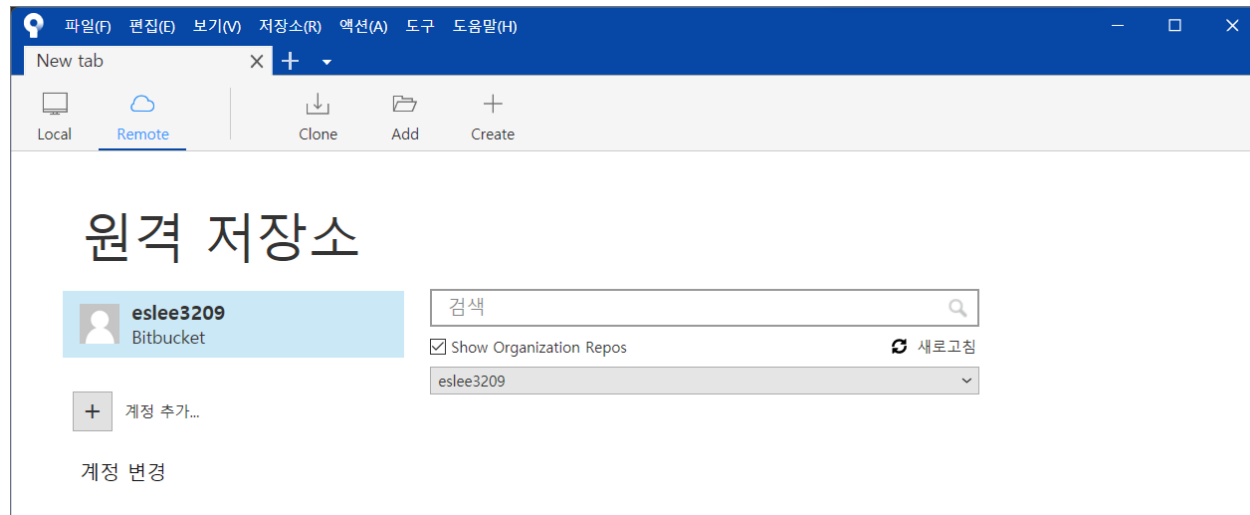 파일(F) 편집(E) 보기(V) 저장소(R) 액션(A) 도구 도움말(H)
New tab
Local Remote Clone Add Create
원격 저장소
eslee3209
Bitbucket
계정 추가...
계정 변경
검색
Show Organization Repos 새로고침
eslee3209